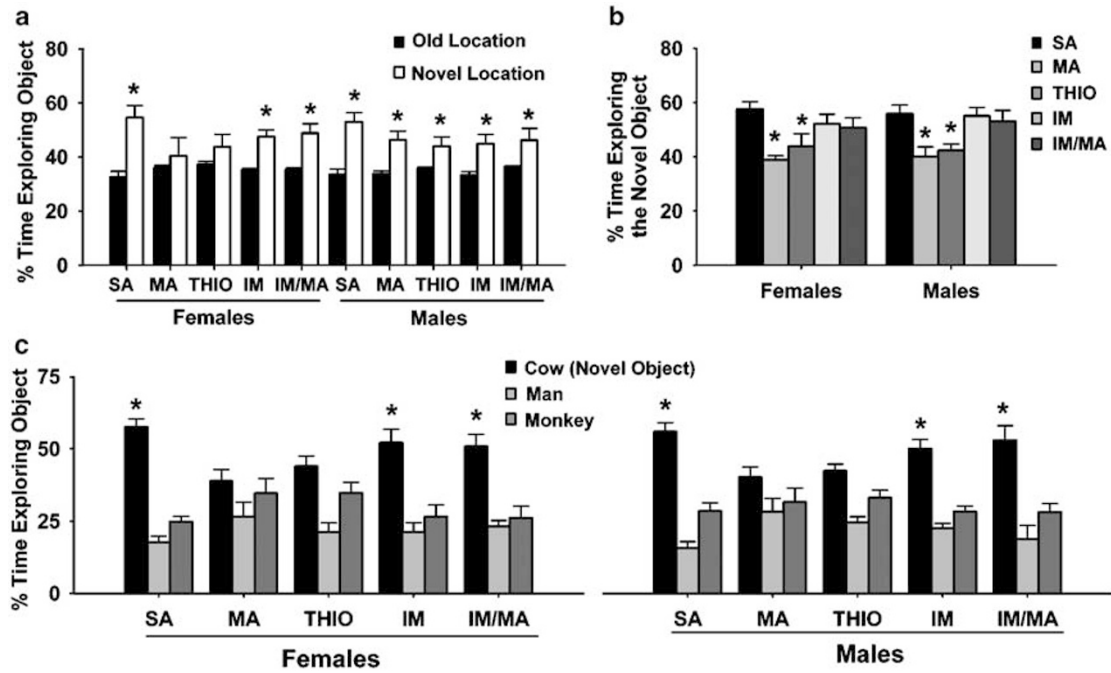 a
% Time Exploring Object
80
60
40
20
0
Old Location
Novel Location
* * * * * * * *
SA MA THIO IM IM/MA SA MA THIO IM IM/MA
Females Males
b
% Time Exploring
the Novel Object
80
60
40
20
0
SA
MA
THIO
IM
IM/MA
* * * *
Females Males
c
% Time Exploring Object
75
50
25
0
Cow (Novel Object)
Man
Monkey
* * * * * *
SA MA THIO IM IM/MA SA MA THIO IM IM/MA
Females Males